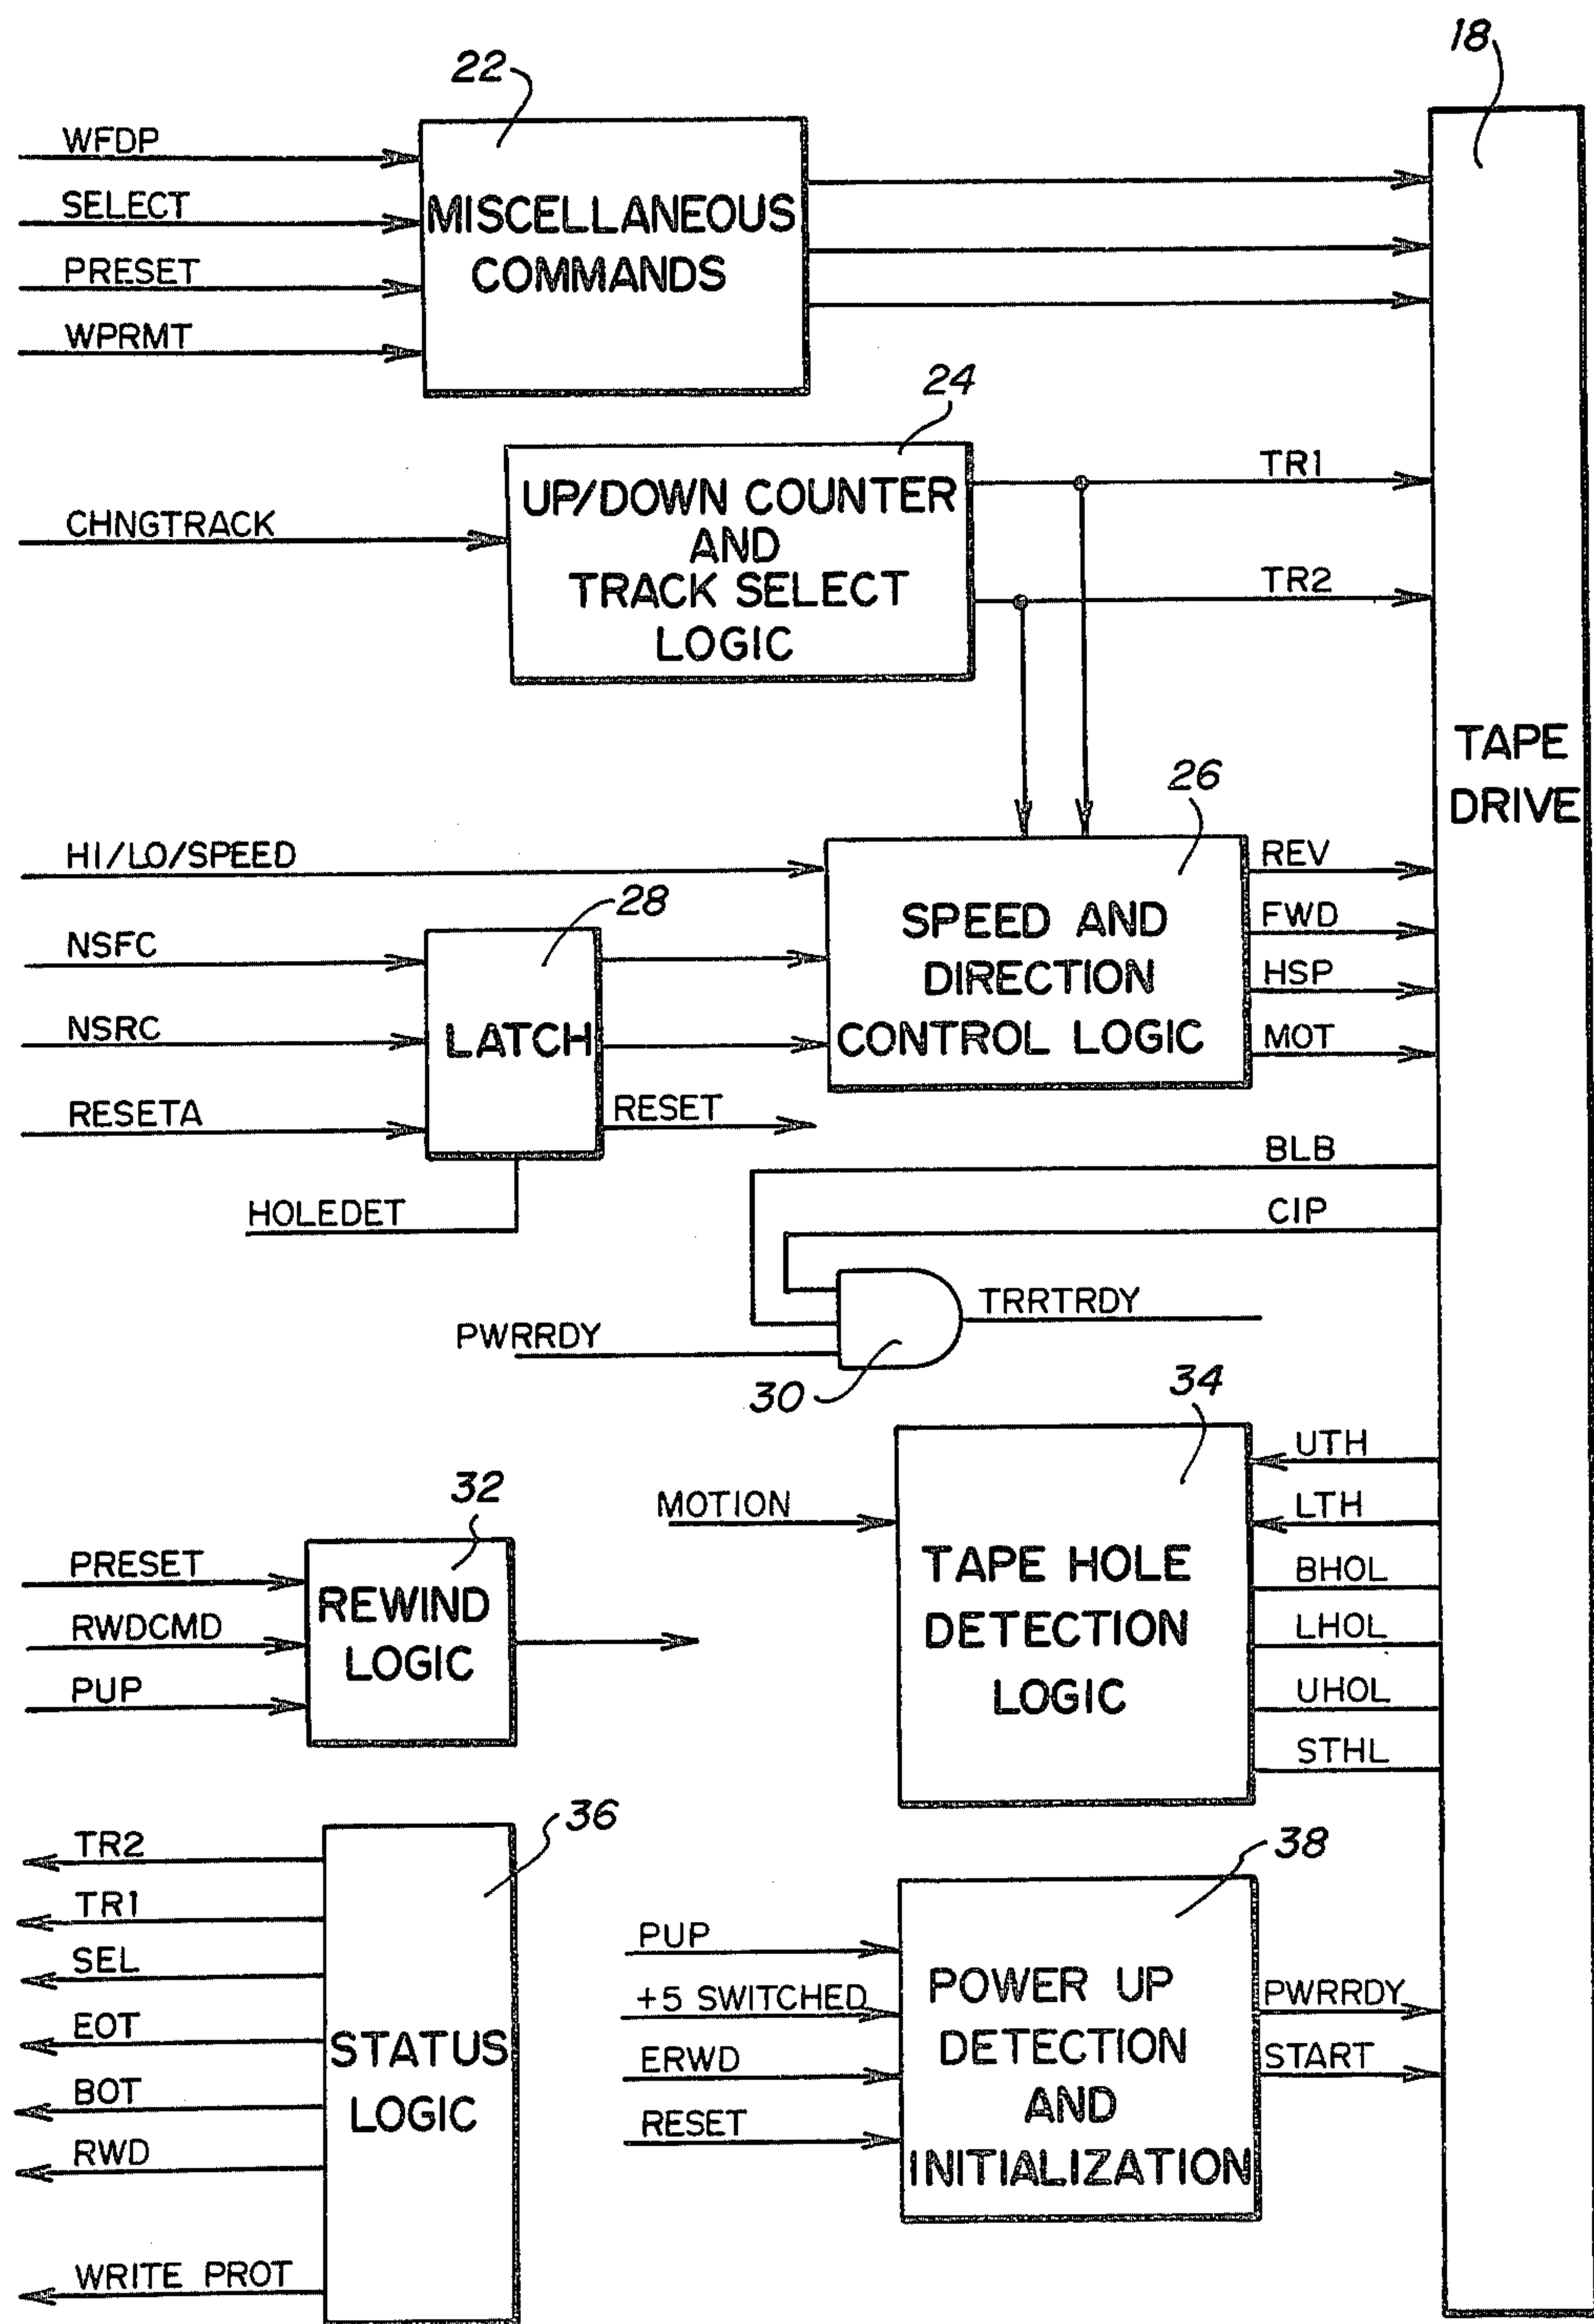 18
22
WFDP
SELECT
PRESET
WPRMT
MISCELLANEOUS
COMMANDS
24
CHNGTRACK
UP/DOWN COUNTER
AND
TRACK SELECT
LOGIC
TR1
TR2
TAPE
DRIVE
26
HI/LO/SPEED
28
NSFC
NSRC
RESETA
LATCH
RESET
HOLEDET
SPEED AND
DIRECTION
CONTROL LOGIC
REV
FWD
HSP
MOT
BLB
CIP
PWRRDY
TRRTRDY
30
34
UTH
LTH
BHOL
LHOL
UHOL
STHL
MOTION
TAPE HOLE
DETECTION
LOGIC
32
PRESET
RWDCMD
PUP
REWIND
LOGIC
36
TR2
TR1
SEL
EOT
BOT
RWD
WRITE PROT
STATUS
LOGIC
38
PUP
+5 SWITCHED
ERWD
RESET
POWER UP
DETECTION
AND
INITIALIZATION
PWRRDY
START